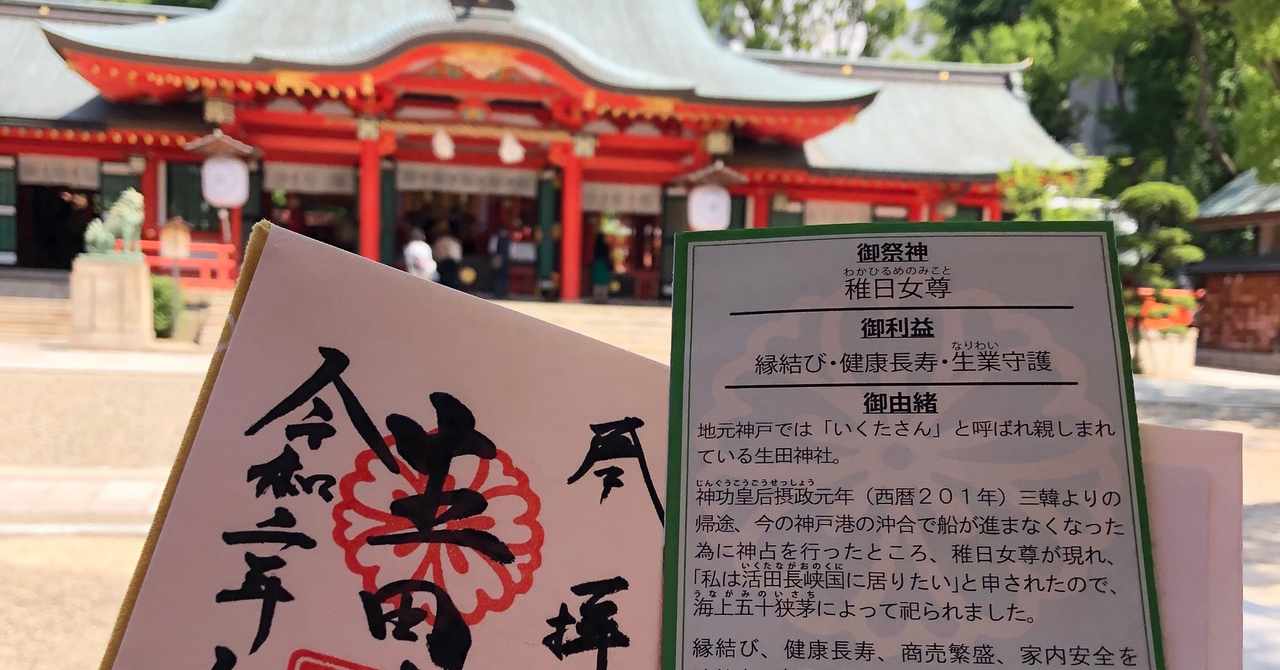 奉
拝
生田
令和二年
御祭神
わかひるめのみこと
稚日女尊
御利益
なりわい
縁結び・健康長寿・生業守護
御由緒
地元神戸では「いくたさん」と呼ばれ親しまれ
ている生田神社。
じんぐうこうごうせっしょう
神功皇后摂政元年（西暦２０１年）三韓よりの
帰途、今の神戸港の沖合で船が進まなくなった
為に神占を行ったところ、稚日女尊が現れ、
いくたながおのくに
「私は活田長峡国に居りたい」と申されたので、
うながみのいさち
海上五十狭茅によって祀られました。
縁結び、健康長寿、商売繁盛、家内安全を